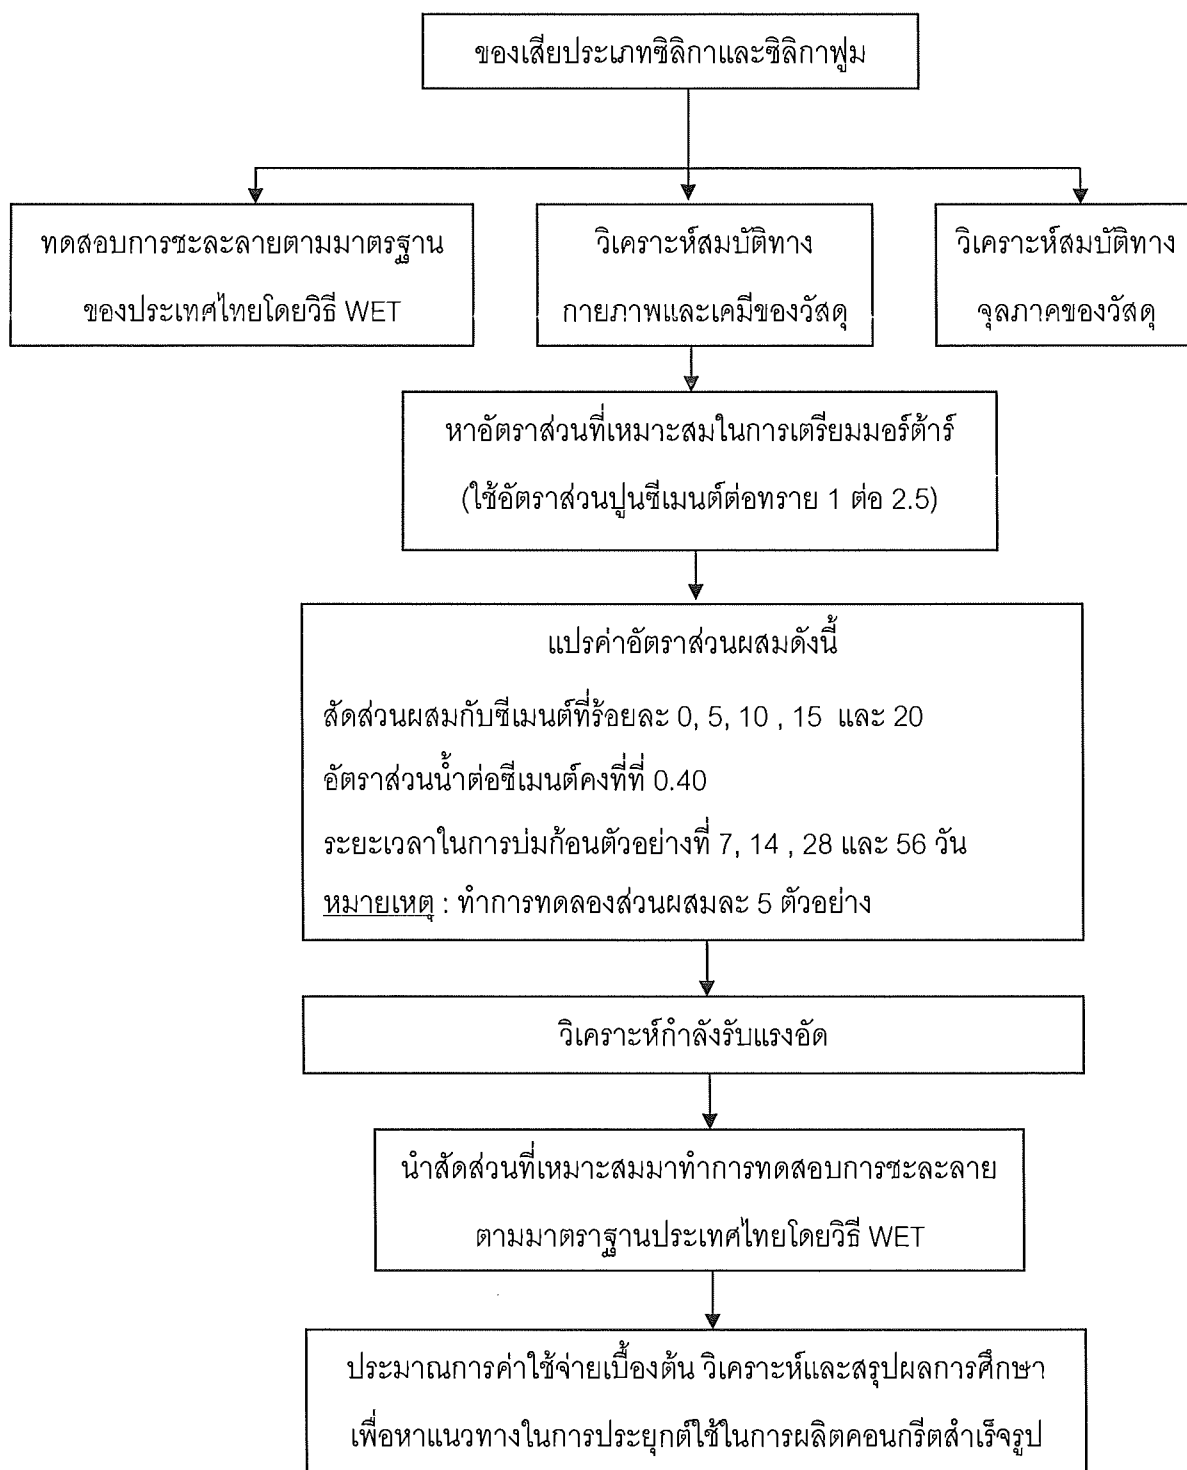 ของเสียประเภทซิลิกาและซิลิกาฟูม
ทดสอบการชะละลายตามมาตรฐาน
ของประเทศไทยโดยวิธี WET
วิเคราะห์สมบัติทาง
กายภาพและเคมีของวัสดุ
วิเคราะห์สมบัติทาง
จุลภาคของวัสดุ
หาอัตราส่วนที่เหมาะสมในการเตรียมมอร์ต้าร์
(ใช้อัตราส่วนปูนซีเมนต์ต่อทราย 1 ต่อ 2.5)
แปรค่าอัตราส่วนผสมดังนี้
สัดส่วนผสมกับซีเมนต์ที่ร้อยละ 0, 5, 10 , 15 และ 20
อัตราส่วนน้ำต่อซีเมนต์คงที่ที่ 0.40
ระยะเวลาในการบ่มก้อนตัวอย่างที่ 7, 14 , 28 และ 56 วัน
หมายเหตุ : ทำการทดลองส่วนผสมละ 5 ตัวอย่าง
วิเคราะห์กำลังรับแรงอัด
นำสัดส่วนที่เหมาะสมมาทำการทดสอบการชะละลาย
ตามมาตราฐานประเทศไทยโดยวิธี WET
ประมาณการค่าใช้จ่ายเบื้องต้น วิเคราะห์และสรุปผลการศึกษา
เพื่อหาแนวทางในการประยุกต์ใช้ในการผลิตคอนกรีตสำเร็จรูป